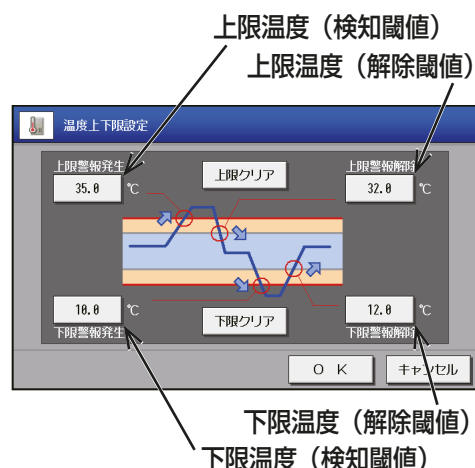 上限温度（検知閾値）
上限温度（解除閾値）
温度上下限設定
上限警報発生
上限クリア
上限警報解除
35.0 ℃
32.0 ℃
10.0 ℃
12.0 ℃
下限警報発生
下限クリア
下限警報解除
ＯＫ
キャンセル
下限温度（解除閾値）
下限温度（検知閾値）